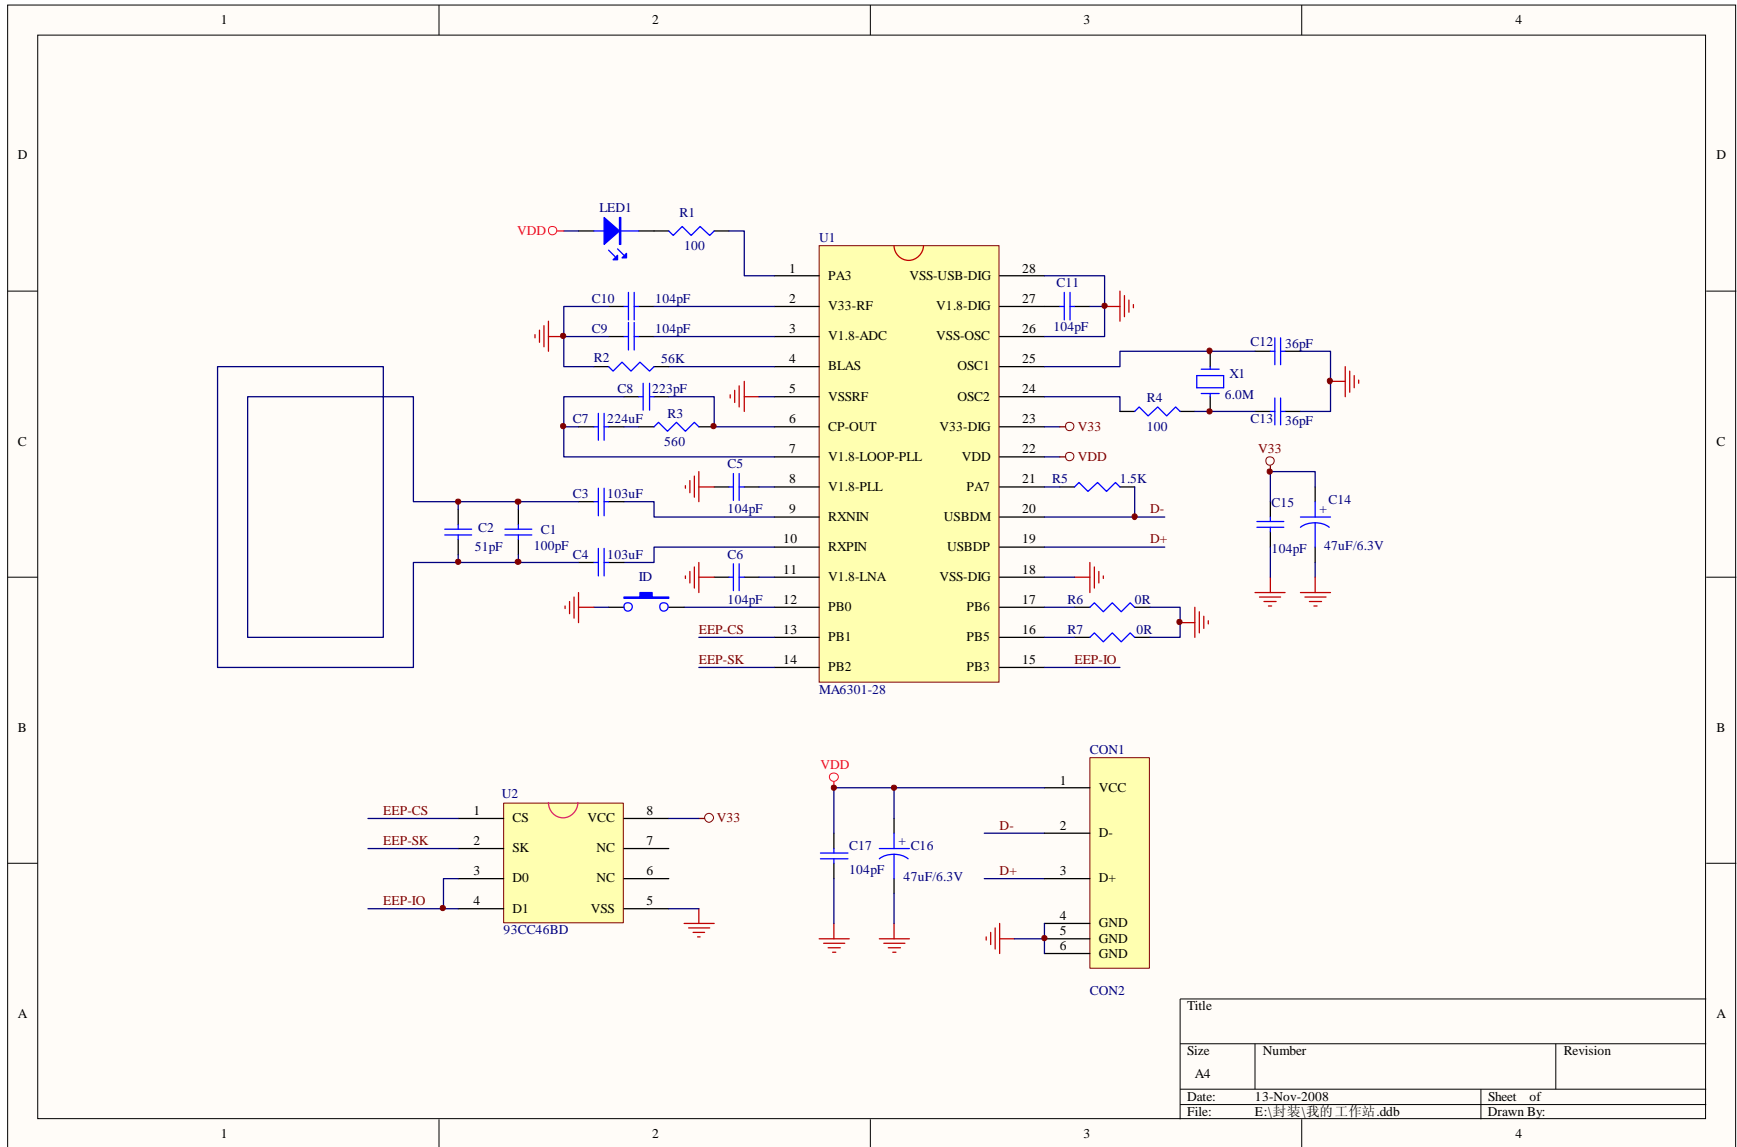 1 2 3 4
D D
LED1 R1
VDD
100
U1
1 PA3 VSS-USB-DIG 28
C11
C10 104pF 2 V33-RF V1.8-DIG 27
104pF
C9 104pF 3 V1.8-ADC VSS-OSC 26
R2 56K 4 BLAS OSC1 25
C12 36pF
X1
6.0M
C8 223pF 5 VSSRF OSC2 24
R4
100
C13 36pF
C7 224uF R3
560
6 CP-OUT V33-DIG 23 V33
7 V1.8-LOOP-PLL VDD 22 VDD
C C
V33
C5
104pF
8 V1.8-PLL PA7 21 R5 1.5K
C3 103uF 9 RXNIN USBDM 20 D-
C15
104pF
C14
+
47uF/6.3V
C2
51pF
C1
100pF
C4 103uF 10 RXPIN USBDP 19 D+
C6
104pF
11 V1.8-LNA VSS-DIG 18
ID
12 PB0 PB6 17 R6 0R
EEP-CS 13 PB1 PB5 16 R7 0R
EEP-SK 14 PB2 PB3 15 EEP-IO
MA6301-28
B B
U2
EEP-CS 1 CS VCC 8 V33
EEP-SK 2 SK NC 7
3 D0 NC 6
EEP-IO 4 D1 VSS 5
93CC46BD
VDD
C17
104pF
+
C16
47uF/6.3V
CON1
1 VCC
D- 2 D-
D+ 3 D+
4 GND
5 GND
6 GND
CON2
A A
Title
Size Number Revision
A4
Date: 13-Nov-2008 Sheet of
File: E:\封装\我的工作站.ddb Drawn By:
1 2 3 4